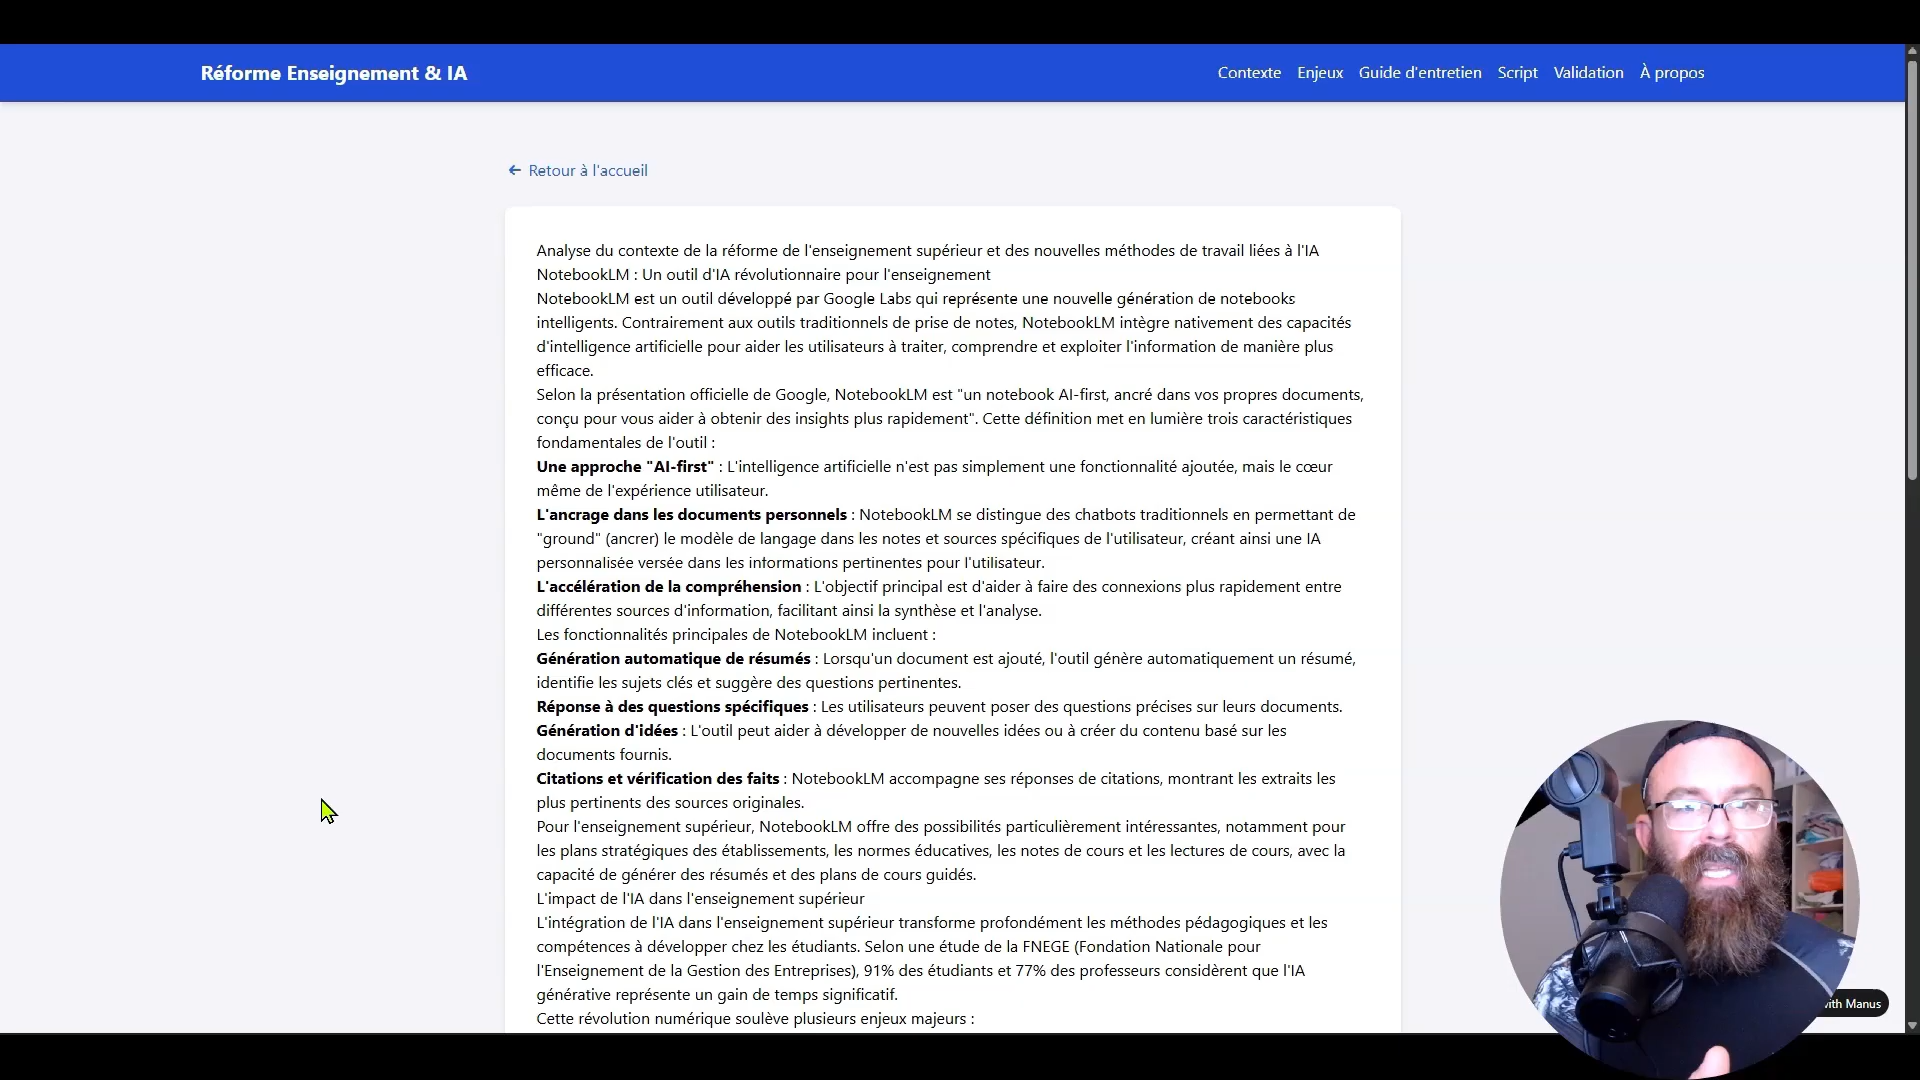 Réforme Enseignement & IA
Contexte Enjeux Guide d'entretien Script Validation À propos
← Retour à l'accueil
Analyse du contexte de la réforme de l'enseignement supérieur et des nouvelles méthodes de travail liées à l'IA
NotebookLM : Un outil d'IA révolutionnaire pour l'enseignement
NotebookLM est un outil développé par Google Labs qui représente une nouvelle génération de notebooks
intelligents. Contrairement aux outils traditionnels de prise de notes, NotebookLM intègre nativement des capacités
d'intelligence artificielle pour aider les utilisateurs à traiter, comprendre et exploiter l'information de manière plus
efficace.
Selon la présentation officielle de Google, NotebookLM est "un notebook AI-first, ancré dans vos propres documents,
conçu pour vous aider à obtenir des insights plus rapidement". Cette définition met en lumière trois caractéristiques
fondamentales de l'outil :
Une approche "AI-first" : L'intelligence artificielle n'est pas simplement une fonctionnalité ajoutée, mais le cœur
même de l'expérience utilisateur.
L'ancrage dans les documents personnels : NotebookLM se distingue des chatbots traditionnels en permettant de
"ground" (ancrer) le modèle de langage dans les notes et sources spécifiques de l'utilisateur, créant ainsi une IA
personnalisée versée dans les informations pertinentes pour l'utilisateur.
L'accélération de la compréhension : L'objectif principal est d'aider à faire des connexions plus rapidement entre
différentes sources d'information, facilitant ainsi la synthèse et l'analyse.
Les fonctionnalités principales de NotebookLM incluent :
Génération automatique de résumés : Lorsqu'un document est ajouté, l'outil génère automatiquement un résumé,
identifie les sujets clés et suggère des questions pertinentes.
Réponse à des questions spécifiques : Les utilisateurs peuvent poser des questions précises sur leurs documents.
Génération d'idées : L'outil peut aider à développer de nouvelles idées ou à créer du contenu basé sur les
documents fournis.
Citations et vérification des faits : NotebookLM accompagne ses réponses de citations, montrant les extraits les
plus pertinents des sources originales.
Pour l'enseignement supérieur, NotebookLM offre des possibilités particulièrement intéressantes, notamment pour
les plans stratégiques des établissements, les normes éducatives, les notes de cours et les lectures de cours, avec la
capacité de générer des résumés et des plans de cours guidés.
L'impact de l'IA dans l'enseignement supérieur
L'intégration de l'IA dans l'enseignement supérieur transforme profondément les méthodes pédagogiques et les
compétences à développer chez les étudiants. Selon une étude de la FNEGE (Fondation Nationale pour
l'Enseignement de la Gestion des Entreprises), 91% des étudiants et 77% des professeurs considèrent que l'IA
générative représente un gain de temps significatif.
Cette révolution numérique soulève plusieurs enjeux majeurs :
with Manus